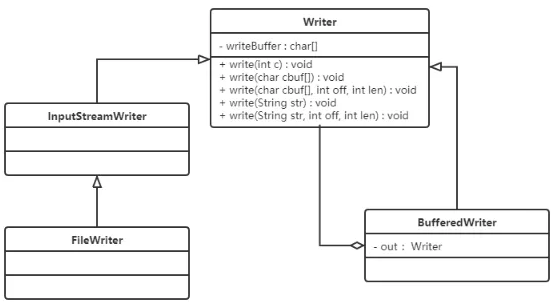 Writer
- writeBuffer : char[]
+ write(int c) : void
+ write(char cbuf[]) : void
+ write(char cbuf[], int off, int len) : void
+ write(String str) : void
+ write(String str, int off, int len) : void
InputStreamWriter
FileWriter
BufferedWriter
- out : Writer